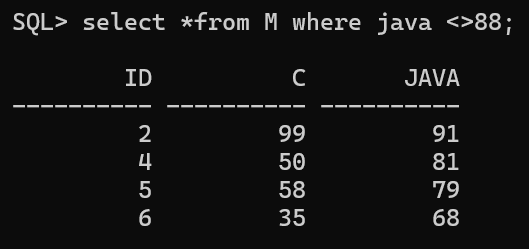 SQL> select *from M where java <>88;
        ID          C       JAVA
---------- ---------- ----------
         2         99         91
         4         50         81
         5         58         79
         6         35         68